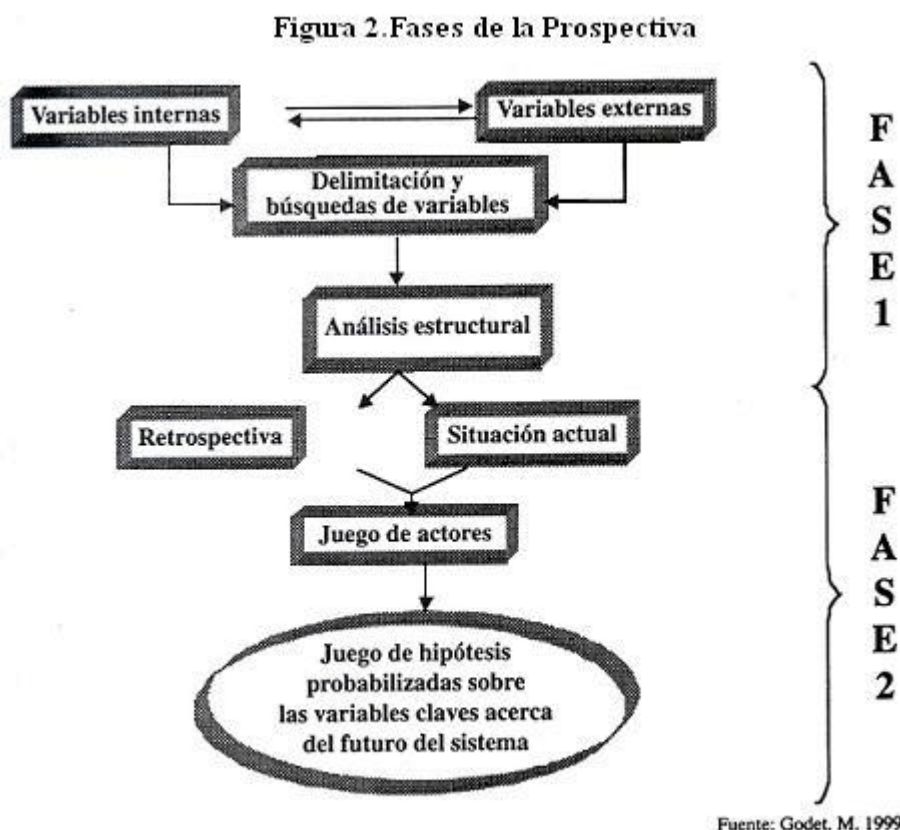 Figura 2.Fases de la Prospectiva
Variables internas
Variables externas
Delimitación y
búsquedas de variables
Análisis estructural
Retrospectiva
Situación actual
Juego de actores
Juego de hipótesis
probabilizadas sobre
las variables claves acerca
del futuro del sistema
F
A
S
E
1
F
A
S
E
2
Fuente: Godet, M. 1999